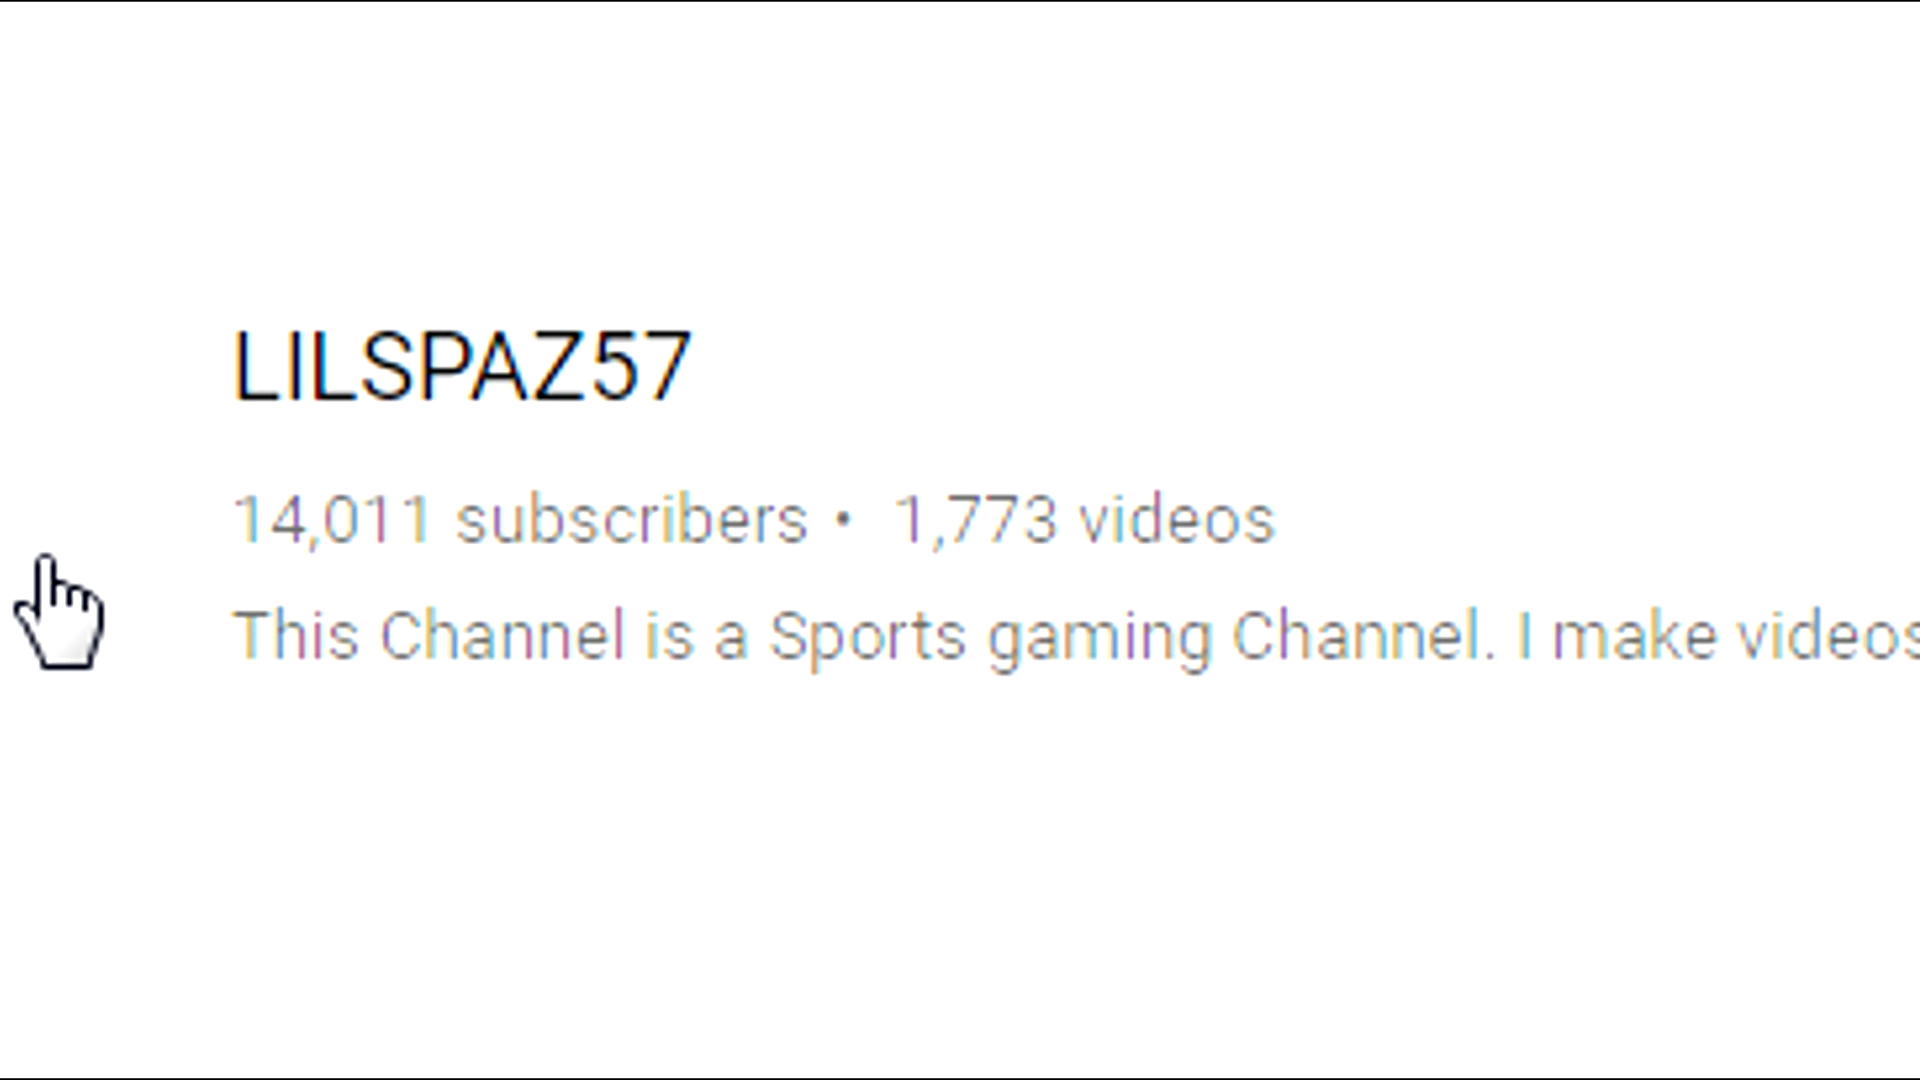 LILSPAZ57
14,011 subscribers • 1,773 videos
This Channel is a Sports gaming Channel. I make videos